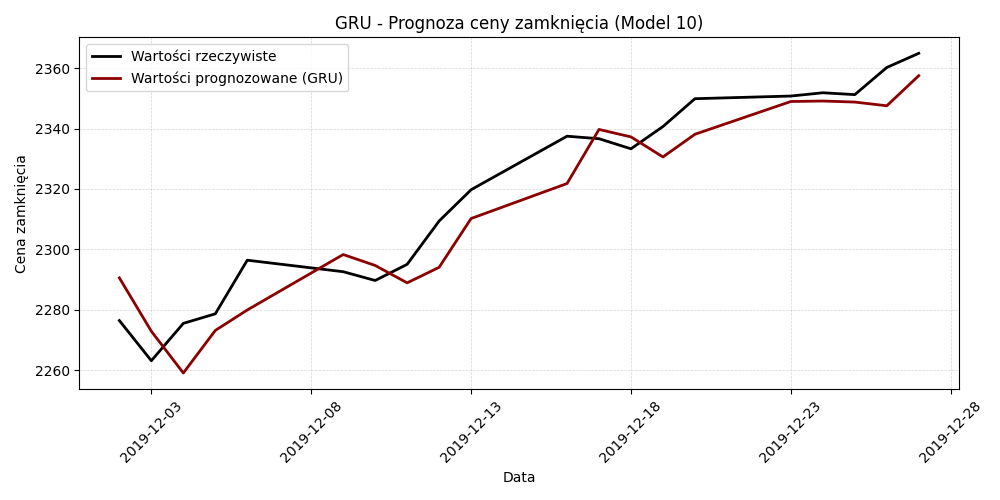 GRU - Prognoza ceny zamknięcia (Model 10)
Wartości rzeczywiste
Wartości prognozowane (GRU)
Cena zamknięcia
2360
2340
2320
2300
2280
2260
2019-12-03
2019-12-08
2019-12-13
2019-12-18
2019-12-23
2019-12-28
Data